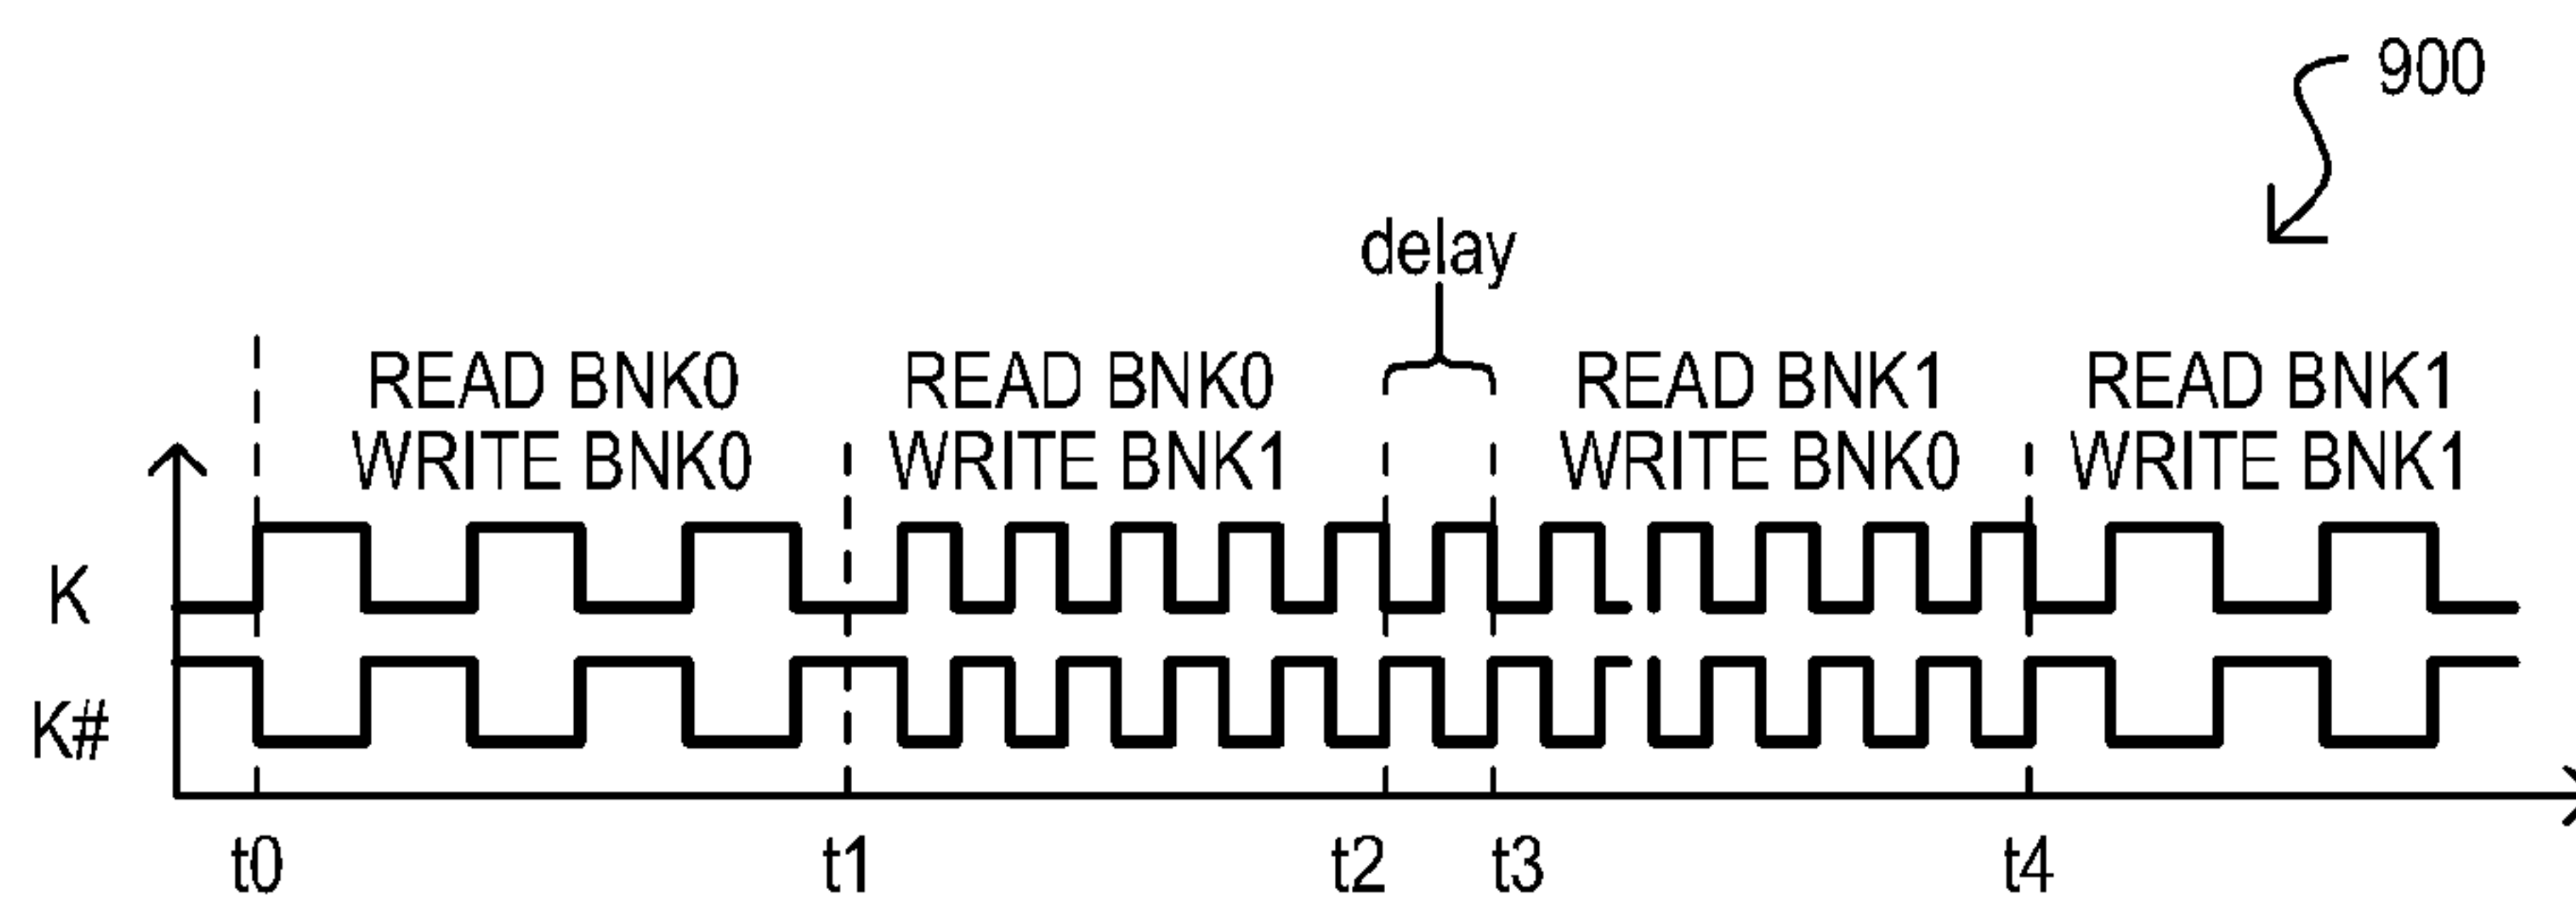 900
delay
READ BNK0 READ BNK0 READ BNK1 READ BNK1
WRITE BNK0 WRITE BNK1 WRITE BNK0 WRITE BNK1
K
K#
t0 t1 t2 t3 t4